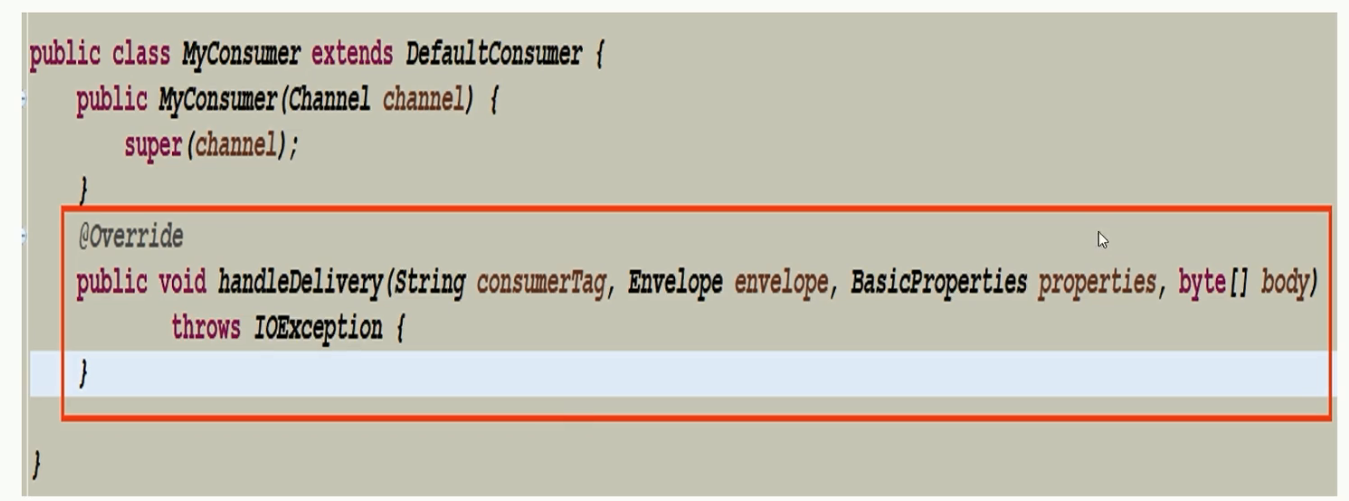 public class MyConsumer extends DefaultConsumer {
public MyConsumer(Channel channel) {
super(channel);
}
@Override
public void handleDelivery(String consumerTag, Envelope envelope, BasicProperties properties, byte[] body)
throws IOException {
}
}